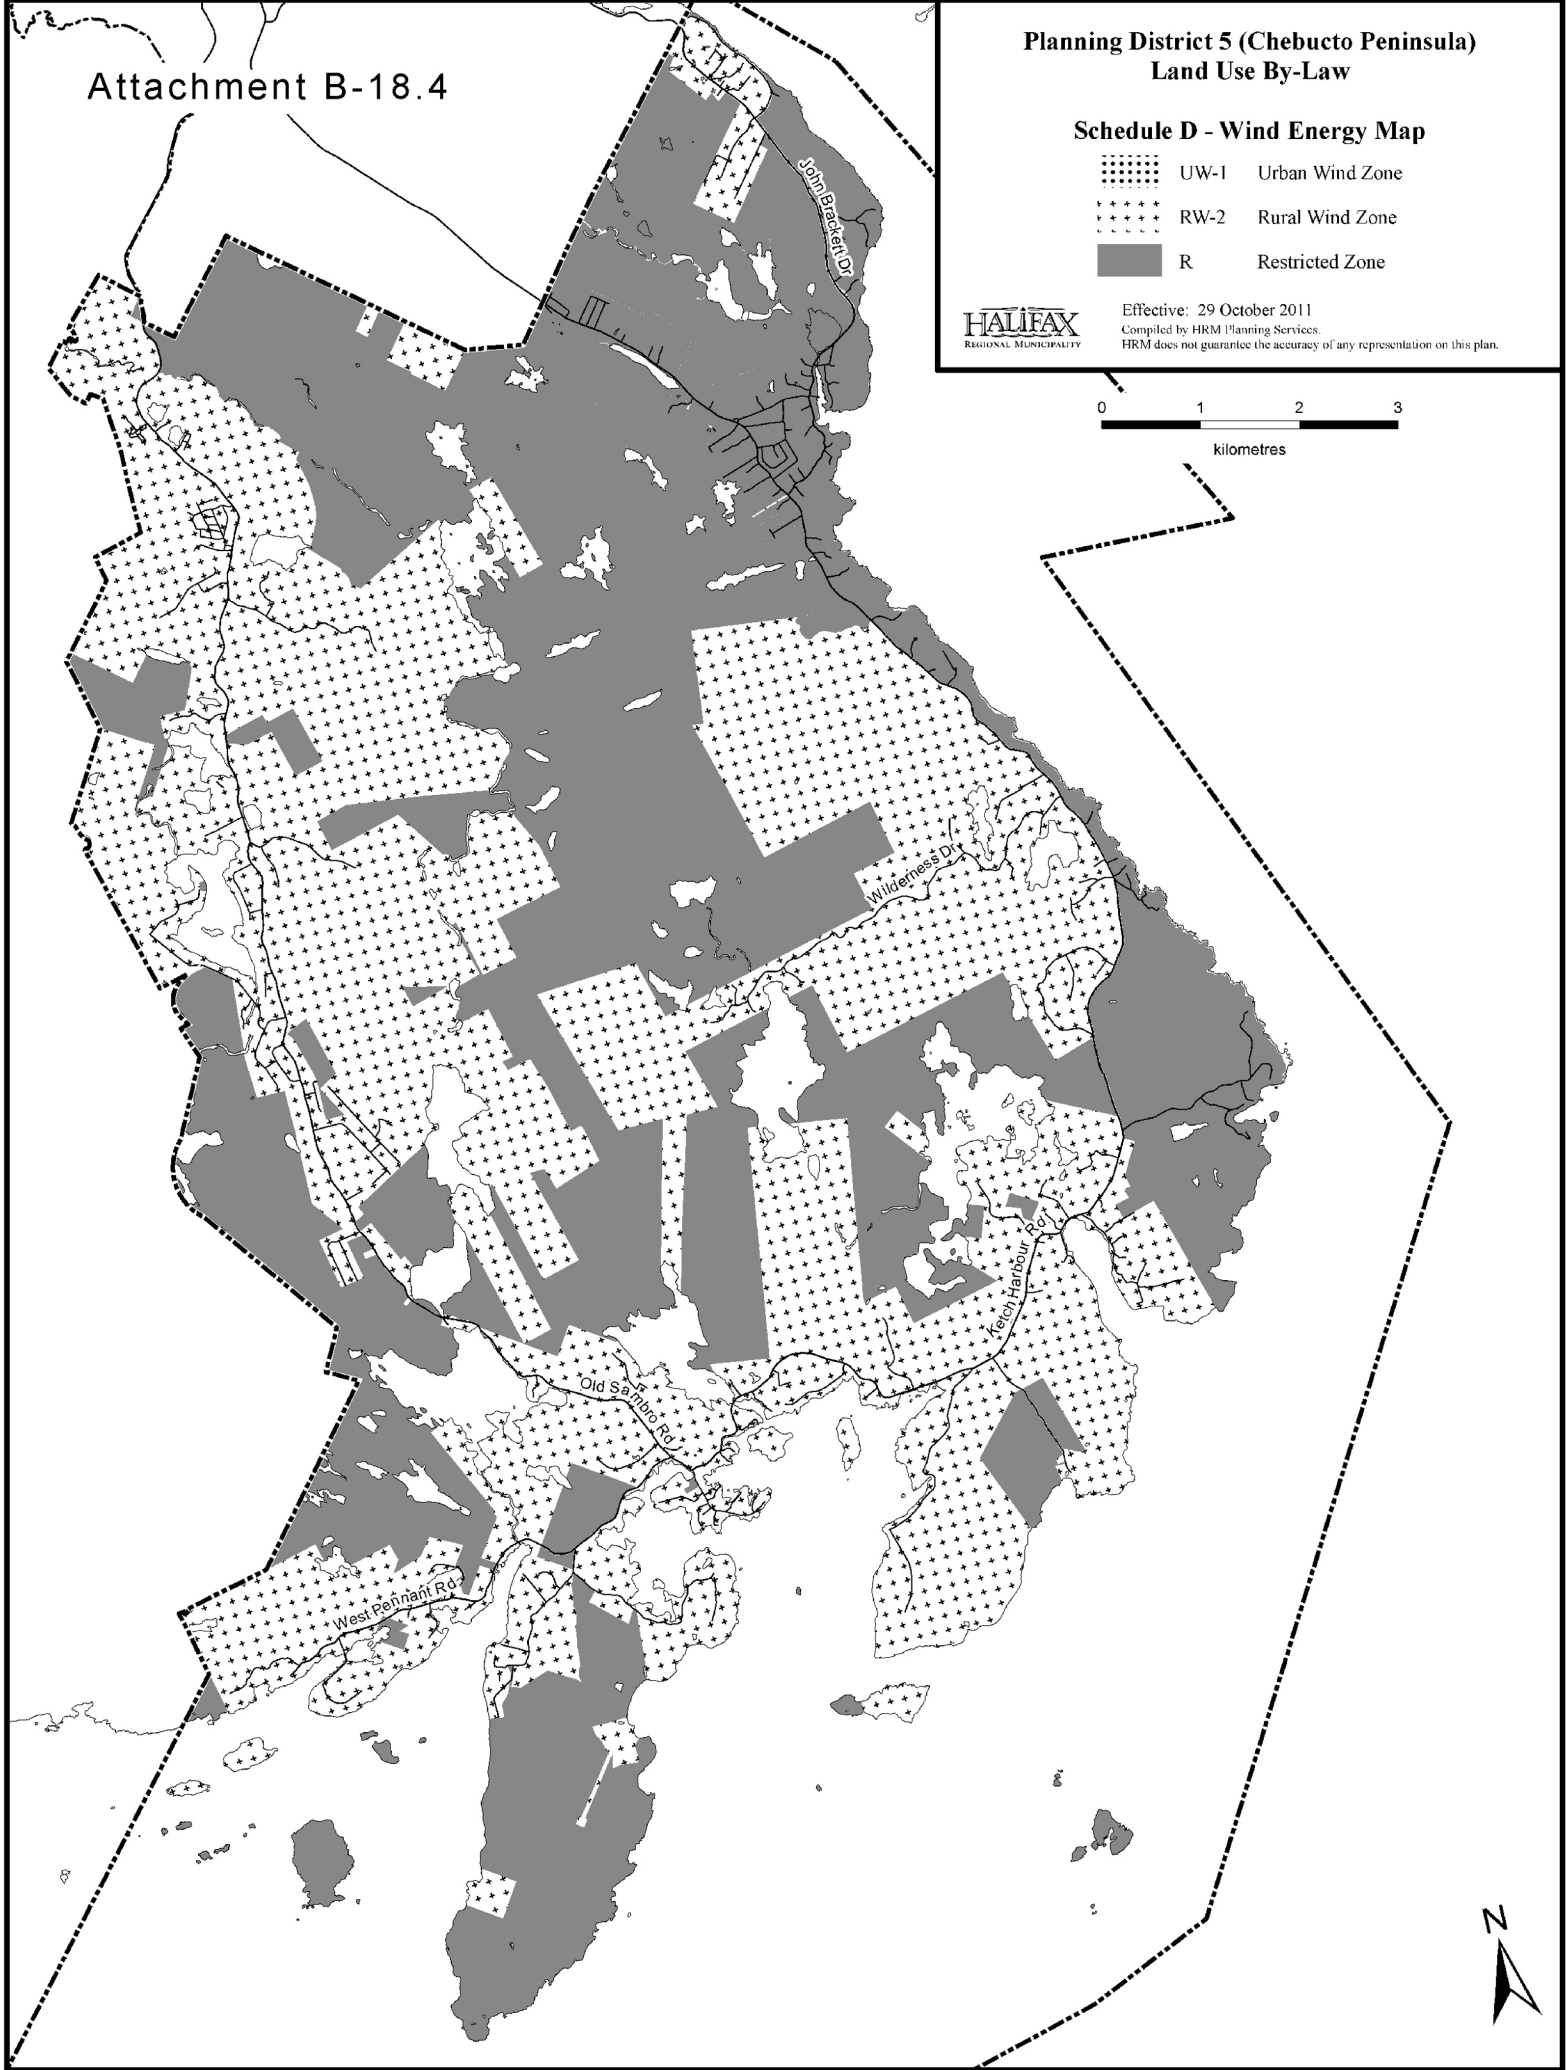 Attachment B-18.4
Planning District 5 (Chebucto Peninsula)
Land Use By-Law
Schedule D - Wind Energy Map
UW-1 Urban Wind Zone
RW-2 Rural Wind Zone
R Restricted Zone
HALIFAX
REGIONAL MUNICIPALITY
Effective: 29 October 2011
Compiled by HRM Planning Services.
HRM does not guarantee the accuracy of any representation on this plan.
0 1 2 3
kilometres
John Brackett Dr
Wilderness Dr
Ketch Harbour Rd
Old Sambro Rd
West Pennant Rd
N